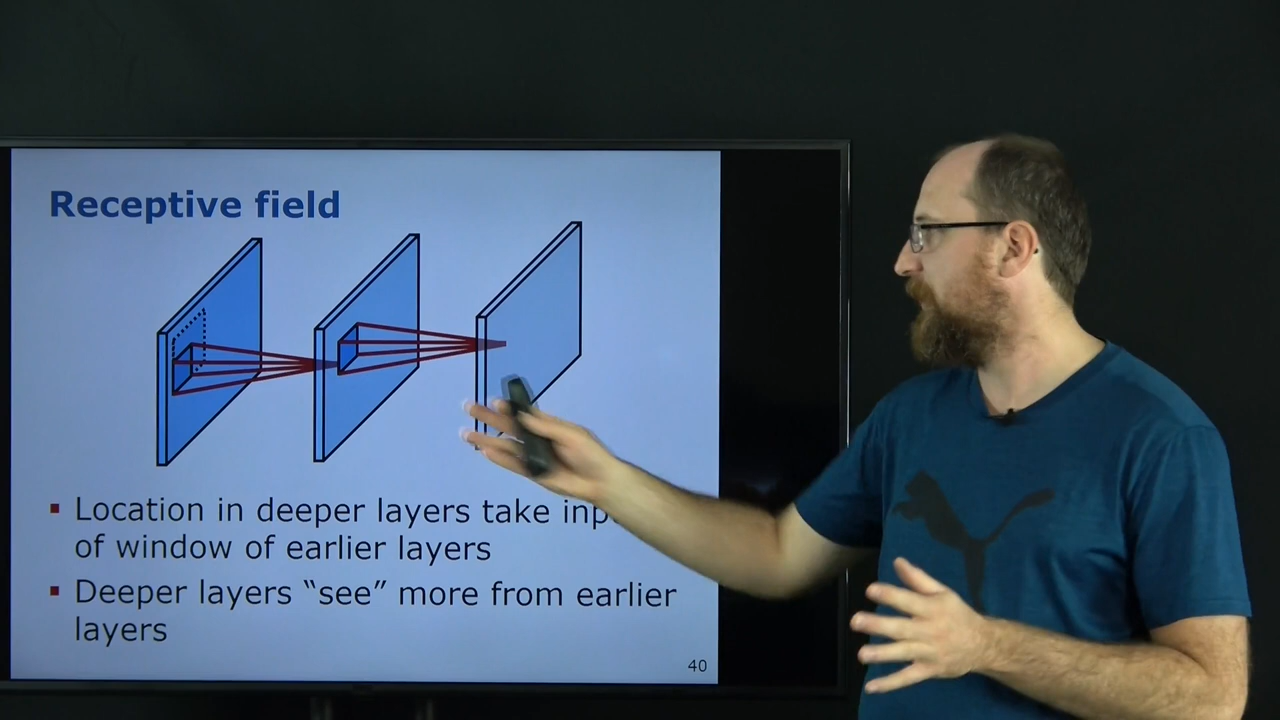 Receptive field
▪ Location in deeper layers take
of window of earlier layers
▪ Deeper layers “see” more from earlier
layers
40